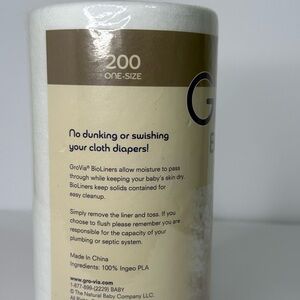 200
ONE-SIZE
G
No dunking or swishing
your cloth diapers!
GroVia® BioLiners allow moisture to pass
through while keeping your baby's skin dry.
BioLiners keep solids contained for
easy cleanup.
Simply remove the liner and toss. If you
choose to flush please remember you are
responsible for the capacity of your
plumbing or septic system.
Made In China
Ingredients: 100% Ingeo PLA
www.gro-via.com
1-877-899-(2229) BABY
© The Natural Baby Company LLC.